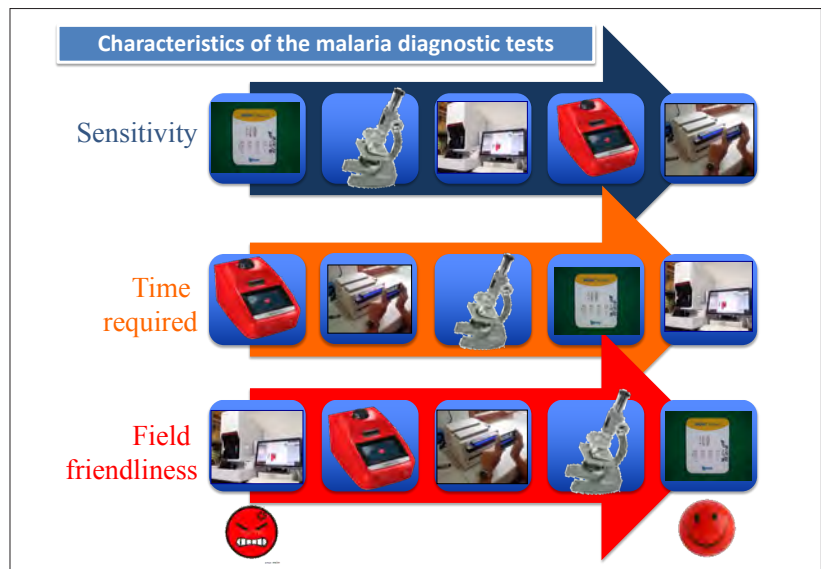 Characteristics of the malaria diagnostic tests
Sensitivity
Time
required
Field
friendliness